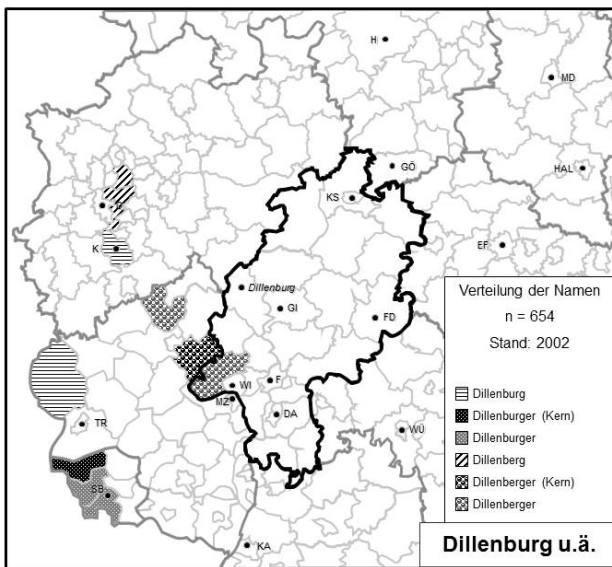 H
MD
GÖ
HAL
KS
K
EF
Dillenburg
GI
FD
Verteilung der Namen
n = 654
Stand: 2002
WI
F
MZ
DA
TR
WÜ
SB
KA
Dillenburg
Dillenburger (Kern)
Dillenburger
Dillenberg
Dillenberger (Kern)
Dillenberger
Dillenburg u.ä.